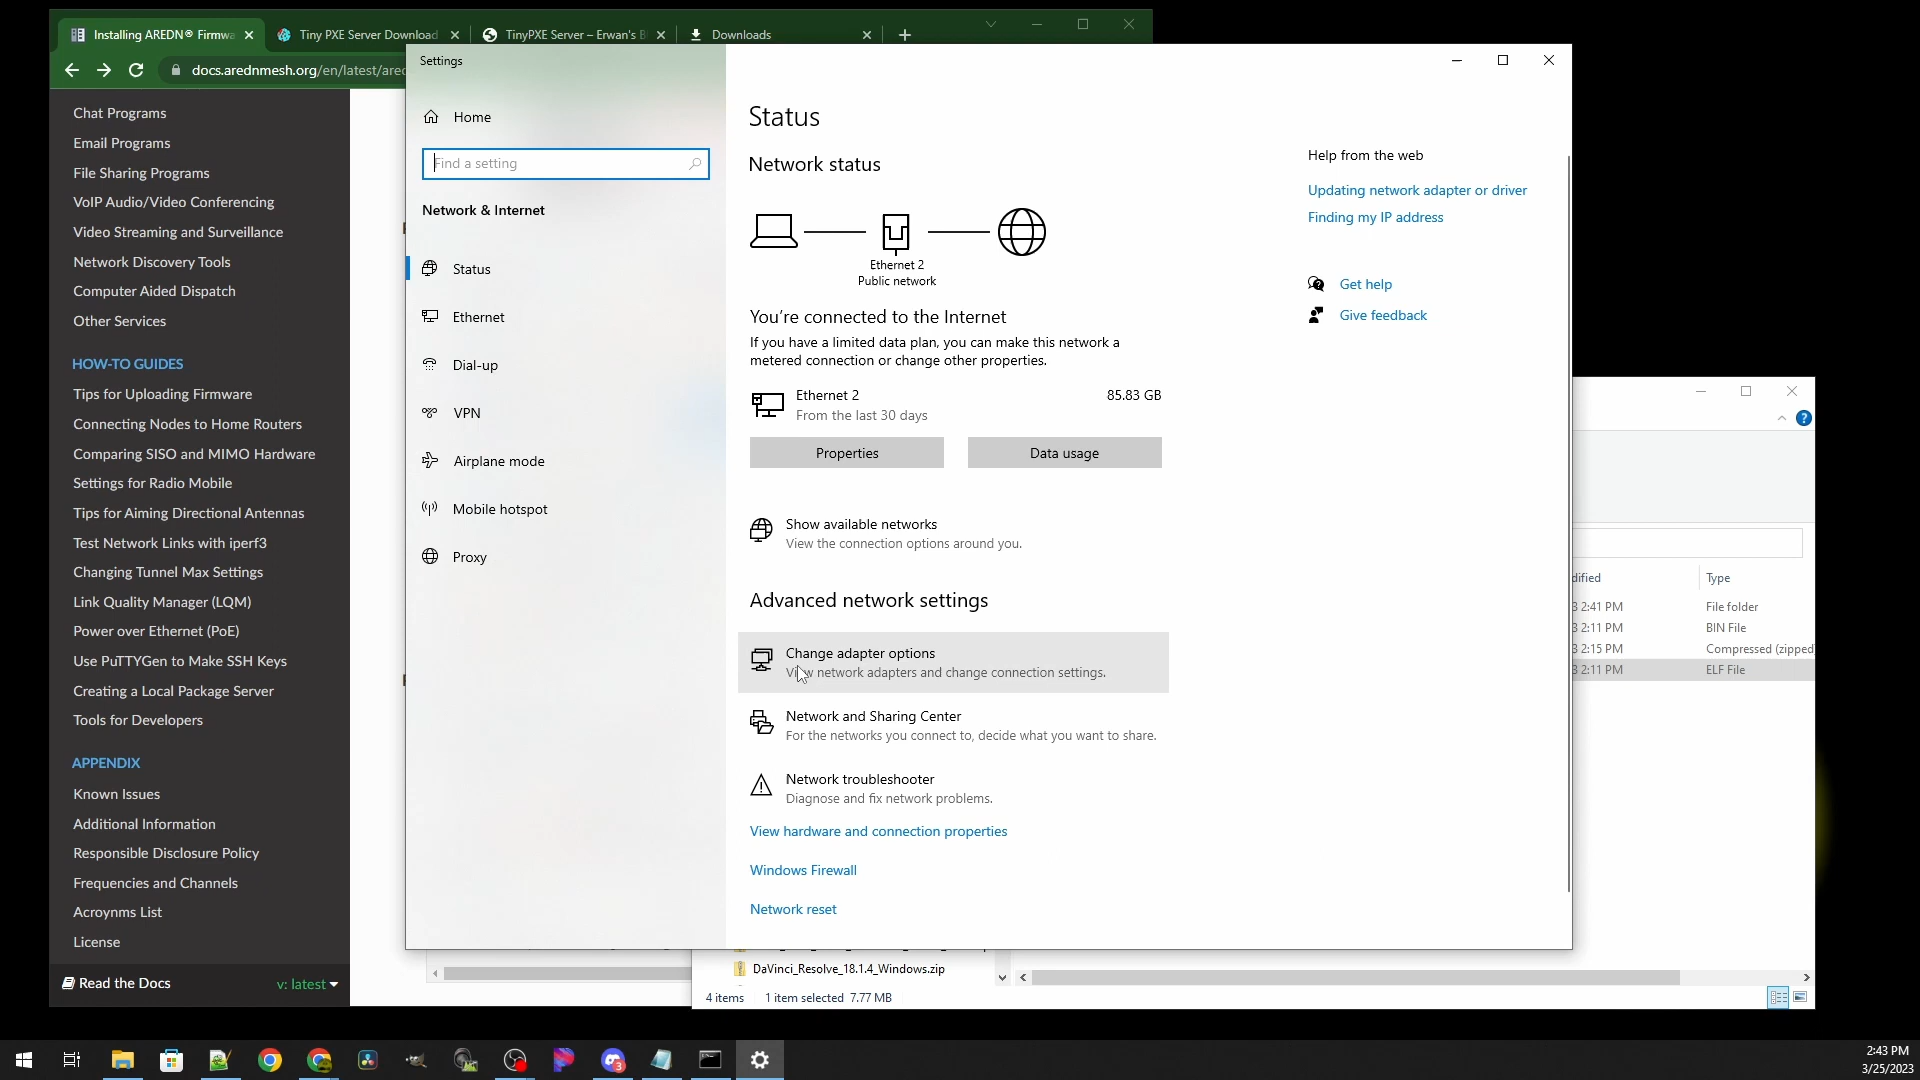 Installing AREDN® Firmwa
Tiny PXE Server Download
TinyPXE Server – Erwan's B
Downloads
docs.arednmesh.org/en/latest/ared
Chat Programs
Email Programs
File Sharing Programs
VoIP Audio/Video Conferencing
Video Streaming and Surveillance
Network Discovery Tools
Computer Aided Dispatch
Other Services
HOW-TO GUIDES
Tips for Uploading Firmware
Connecting Nodes to Home Routers
Comparing SISO and MIMO Hardware
Settings for Radio Mobile
Tips for Aiming Directional Antennas
Test Network Links with iperf3
Changing Tunnel Max Settings
Link Quality Manager (LQM)
Power over Ethernet (PoE)
Use PuTTYGen to Make SSH Keys
Creating a Local Package Server
Tools for Developers
APPENDIX
Known Issues
Additional Information
Responsible Disclosure Policy
Frequencies and Channels
Acroynms List
License
Read the Docs
v: latest
Settings
Home
Find a setting
Network & Internet
Status
Ethernet
Dial-up
VPN
Airplane mode
Mobile hotspot
Proxy
Status
Network status
Ethernet 2
Public network
You're connected to the Internet
If you have a limited data plan, you can make this network a
metered connection or change other properties.
Ethernet 2
85.83 GB
From the last 30 days
Properties
Data usage
Show available networks
View the connection options around you.
Advanced network settings
Change adapter options
View network adapters and change connection settings.
Network and Sharing Center
For the networks you connect to, decide what you want to share.
Network troubleshooter
Diagnose and fix network problems.
View hardware and connection properties
Windows Firewall
Network reset
Help from the web
Updating network adapter or driver
Finding my IP address
Get help
Give feedback
dified
Type
3 2:41 PM
File folder
3 2:11 PM
BIN File
3 2:15 PM
Compressed (zipped)
3 2:11 PM
ELF File
DaVinci_Resolve_18.1.4_Windows.zip
4 items
1 item selected 7.77 MB
3
2:43 PM
3/25/2023